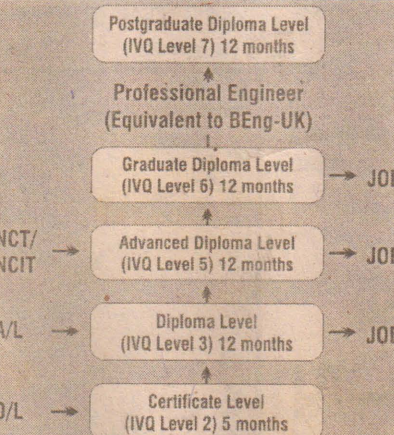 Postgraduate Diploma Level
(IVQ Level 7) 12 months
Professional Engineer
(Equivalent to BEng-UK)
Graduate Diploma Level
(IVQ Level 6) 12 months
Advanced Diploma Level
(IVQ Level 5) 12 months
NCT/
NCIT
Diploma Level
(IVQ Level 3) 12 months
A/L
Certificate Level
(IVQ Level 2) 5 months
O/L